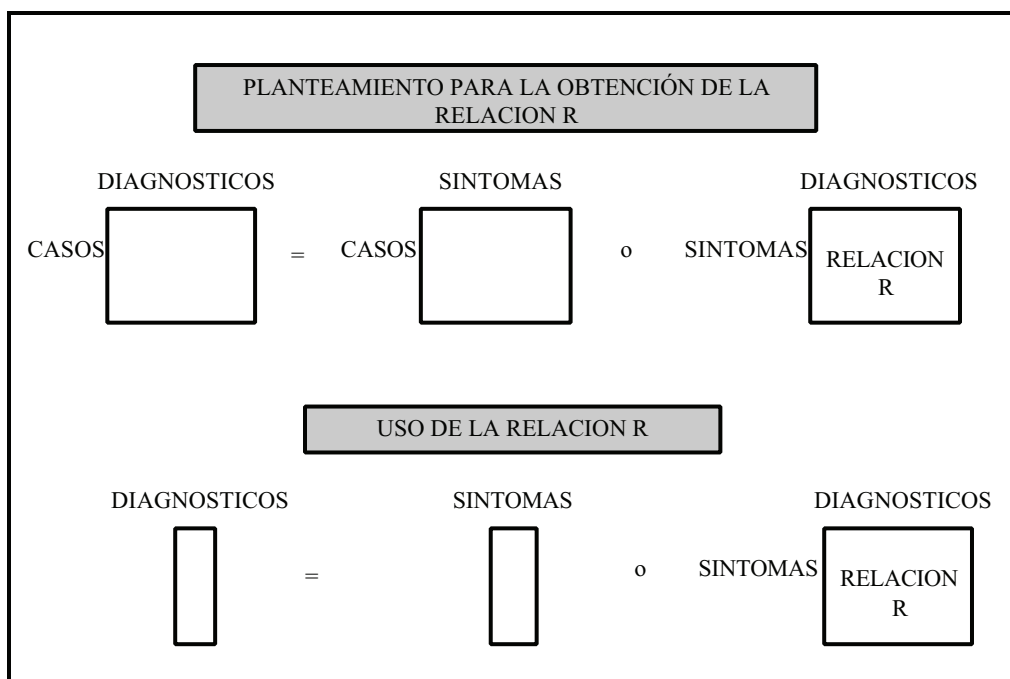 PLANTEAMIENTO PARA LA OBTENCIÓN DE LA
RELACION R
DIAGNOSTICOS SINTOMAS DIAGNOSTICOS
CASOS = CASOS o SINTOMAS RELACION
R
USO DE LA RELACION R
DIAGNOSTICOS SINTOMAS DIAGNOSTICOS
= o SINTOMAS RELACION
R